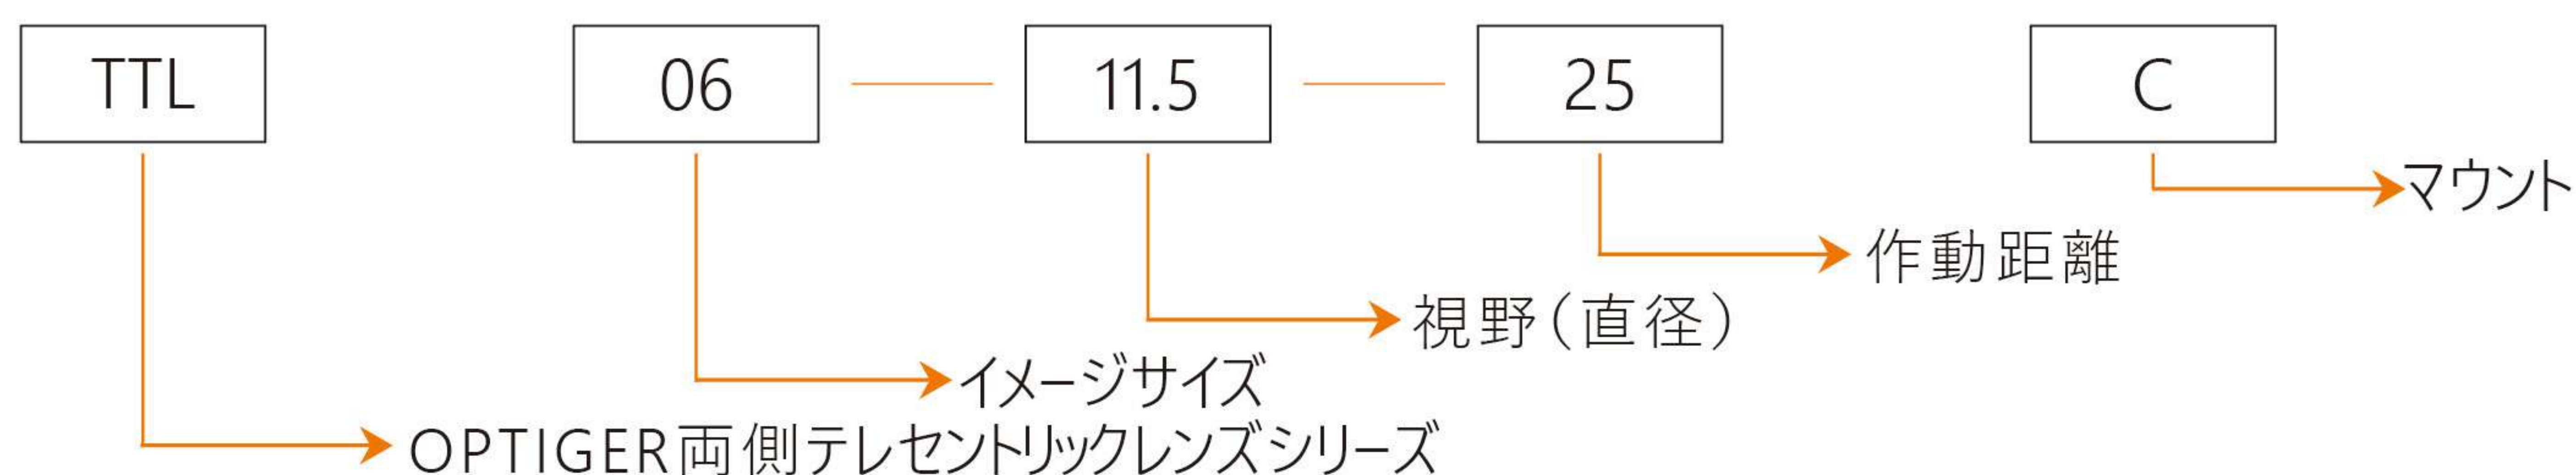 TTL 06 11.5 25 C
マウント
作動距離
視野(直径)
イメージサイズ
OPTIGER両側テレセントリックレンズシリーズ